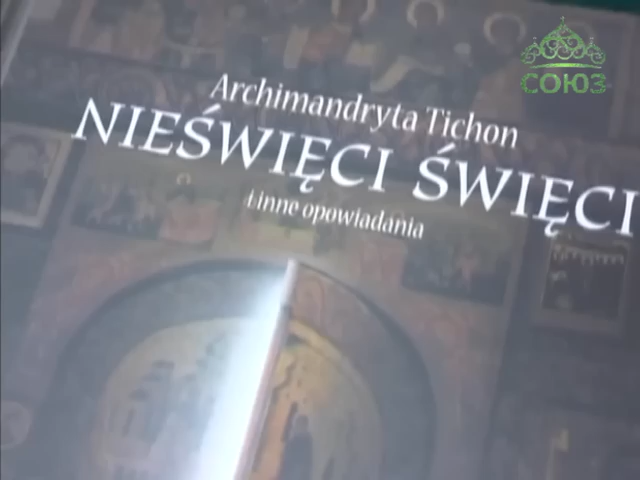 СОЮЗ
Archimandryta Tichon
NIEŚWIĘCI ŚWIĘCI
i inne opowiadania